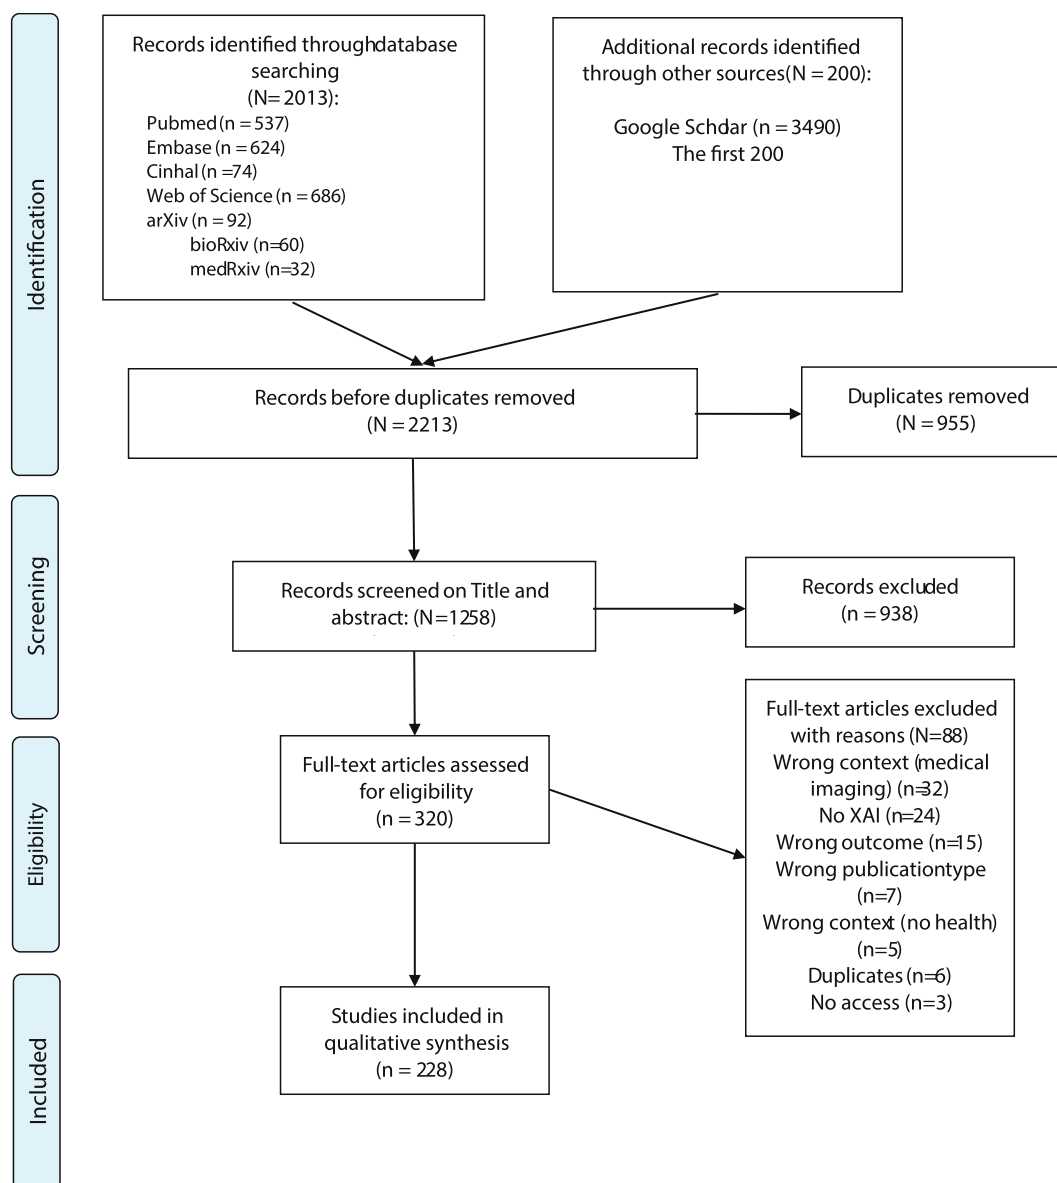 Records identified throughdatabase
searching
(N= 2013):
Pubmed (n = 537)
Embase (n = 624)
Cinhal (n =74)
Web of Science (n = 686)
arXiv (n = 92)
bioRxiv (n=60)
medRxiv (n=32)
Additional records identified
through other sources(N = 200):
Google Schdar (n = 3490)
The first 200
Identification
Records before duplicates removed
(N = 2213)
Duplicates removed
(N = 955)
Screening
Records screened on Title and
abstract: (N=1258)
Records excluded
(n = 938)
Eligibility
Full-text articles assessed
for eligibility
(n = 320)
Full-text articles excluded
with reasons (N=88)
Wrong context (medical
imaging) (n=32)
No XAI (n=24)
Wrong outcome (n=15)
Wrong publicationtype
(n=7)
Wrong context (no health)
(n=5)
Duplicates (n=6)
No access (n=3)
Included
Studies included in
qualitative synthesis
(n = 228)